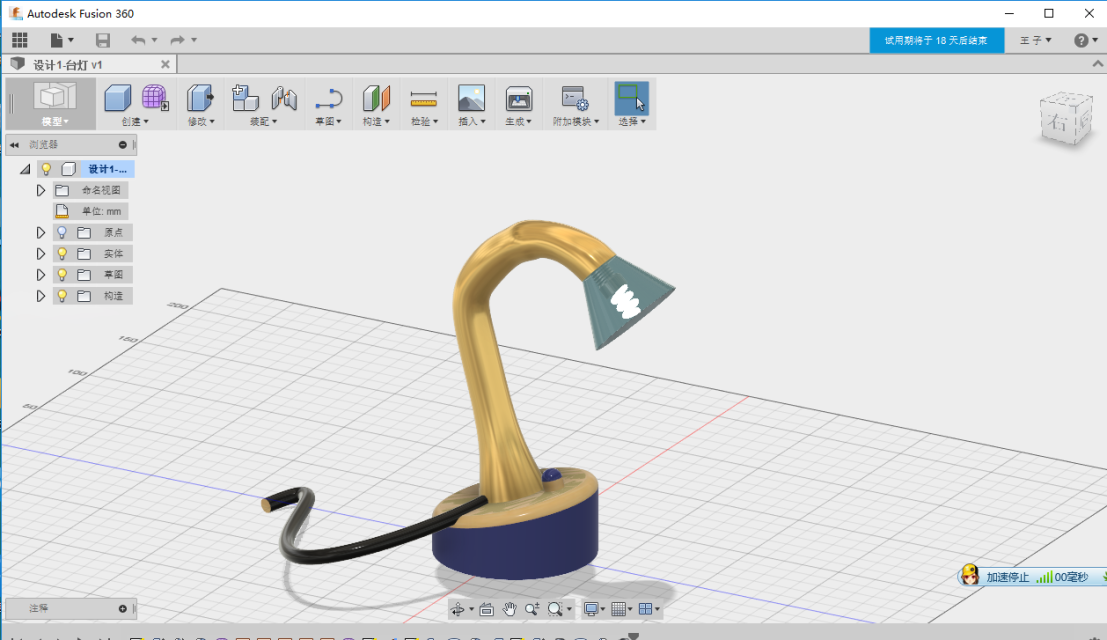 Autodesk Fusion 360
试用期将于 18 天后结束
王 子
设计1-台灯 v1
模型
创建
修改
装配
草图
构造
检验
插入
生成
附加模块
选择
右
浏览器
设计1-...
命名视图
单位: mm
原点
实体
草图
构造
200
150
100
50
加速停止
00毫秒
注释